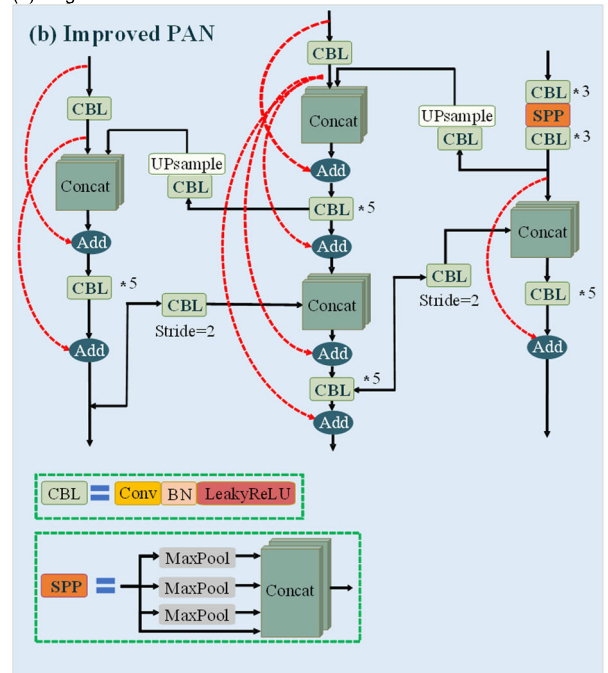 (b) Improved PAN
CBL
Concat
Add
CBL *5
Add
UPsample
CBL
CBL
Stride=2
CBL
Concat
Add
CBL *5
Add
Concat
Add
CBL *5
Add
UPsample
CBL
CBL
Stride=2
CBL *3
SPP
CBL *3
Concat
CBL *5
Add
CBL = Conv BN LeakyReLU
SPP = MaxPool
MaxPool
MaxPool
Concat